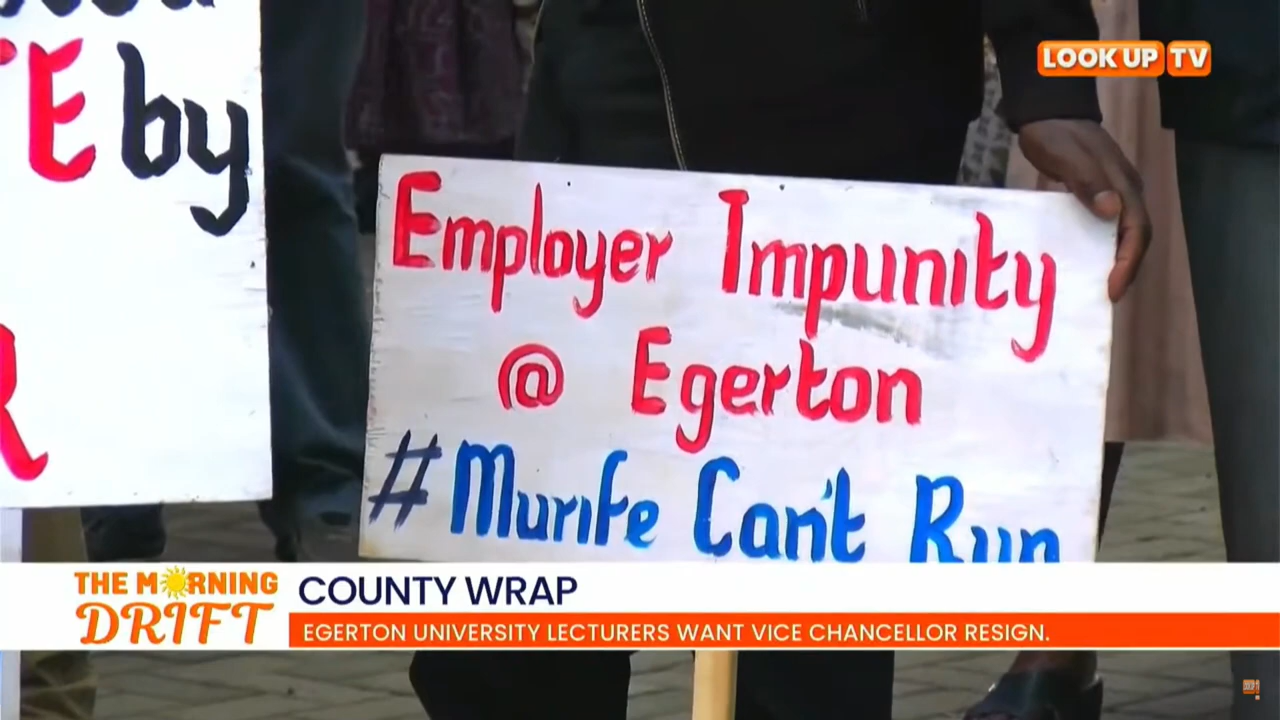 E by
LOOK UP TV
Employer Impunity
@ Egerton
#Murife Can't Run
R
THE MORNING
DRIFT
COUNTY WRAP
EGERTON UNIVERSITY LECTURERS WANT VICE CHANCELLOR RESIGN.